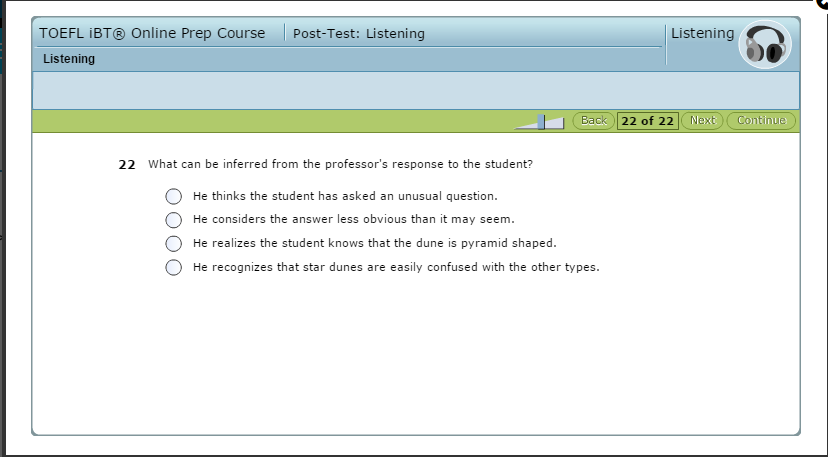 TOEFL iBT® Online Prep Course Post-Test: Listening Listening
Listening
Back 22 of 22 Next Continue
22 What can be inferred from the professor's response to the student?
He thinks the student has asked an unusual question.
He considers the answer less obvious than it may seem.
He realizes the student knows that the dune is pyramid shaped.
He recognizes that star dunes are easily confused with the other types.